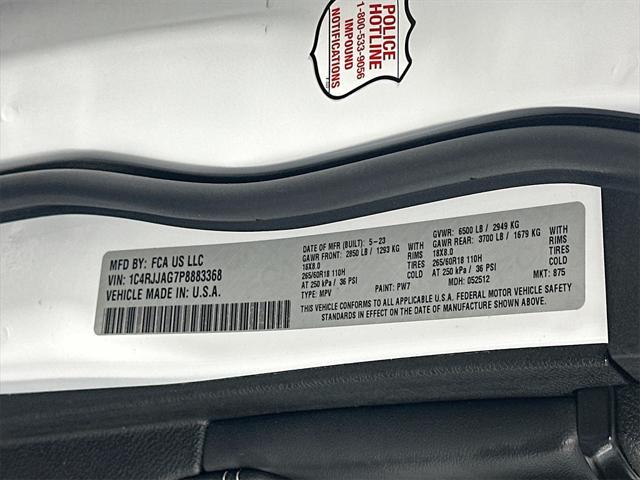 POLICE
HOTLINE
1-800-533-9056
IMPOUND
NOTIFICATIONS
MFD BY: FCA US LLC
VIN: 1C4RJJAG7P8883368
VEHICLE MADE IN: U.S.A.
DATE OF MFR (BUILT): 5-23 GVWR: 6500 LB / 2949 KG
GAWR FRONT: 2850 LB / 1293 KG GAWR REAR: 3700 LB / 1679 KG
18X8.0 RIMS 18X8.0 RIMS
265/60R18 110H TIRES 265/60R18 110H TIRES
AT 250 kPa / 36 PSI COLD AT 250 kPa / 36 PSI COLD
TYPE: MPV PAINT: PW7 MDH: 052512 MKT: 875
THIS VEHICLE CONFORMS TO ALL APPLICABLE U.S.A. FEDERAL MOTOR VEHICLE SAFETY
STANDARDS IN EFFECT ON THE DATE OF MANUFACTURE SHOWN ABOVE.